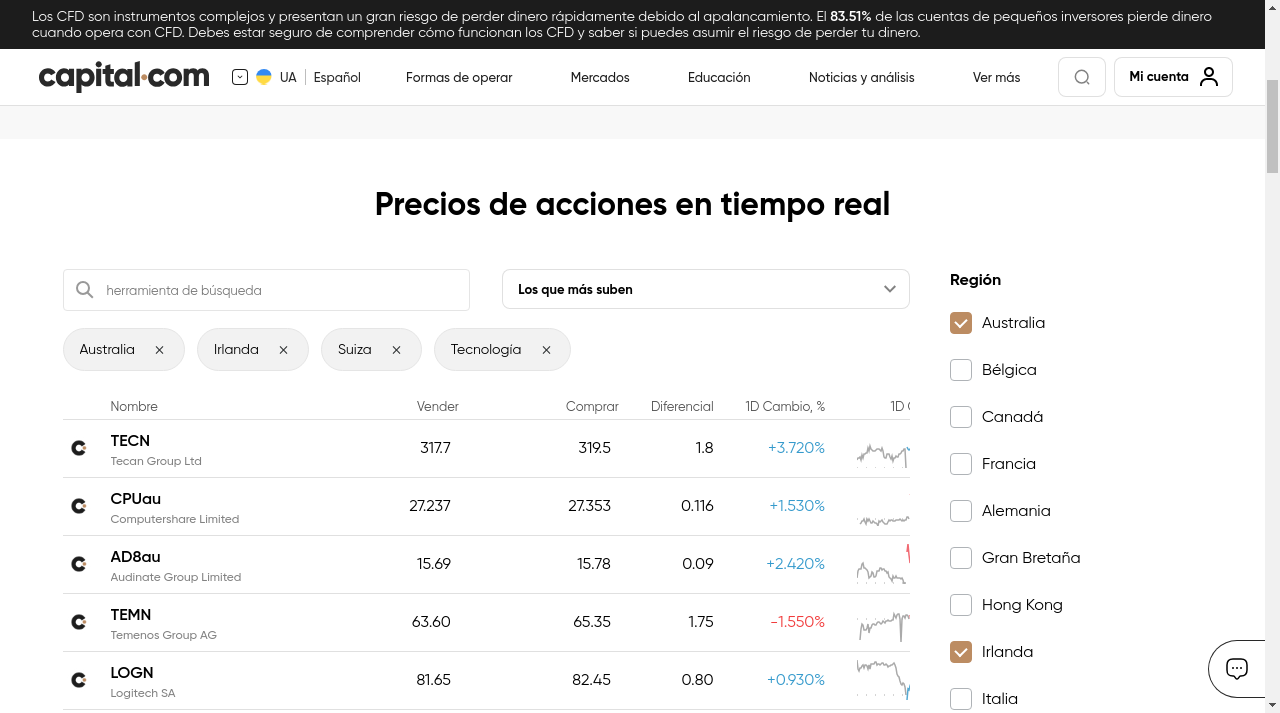 Los CFD son instrumentos complejos y presentan un gran riesgo de perder dinero rápidamente debido al apalancamiento. El 83.51% de las cuentas de pequeños inversores pierde dinero
cuando opera con CFD. Debes estar seguro de comprender cómo funcionan los CFD y saber si puedes asumir el riesgo de perder tu dinero.
capital.com UA Español Formas de operar Mercados Educación Noticias y análisis Ver más Mi cuenta
Precios de acciones en tiempo real
herramienta de búsqueda
Los que más suben
Australia Irlanda Suiza Tecnología
Nombre Vender Comprar Diferencial 1D Cambio, % 1D
TECN 317.7 319.5 1.8 +3.720%
Tecan Group Ltd
CPUau 27.237 27.353 0.116 +1.530%
Computershare Limited
AD8au 15.69 15.78 0.09 +2.420%
Audinate Group Limited
TEMN 63.60 65.35 1.75 -1.550%
Temenos Group AG
LOGN 81.65 82.45 0.80 +0.930%
Logitech SA
Región
Australia
Bélgica
Canadá
Francia
Alemania
Gran Bretaña
Hong Kong
Irlanda
Italia